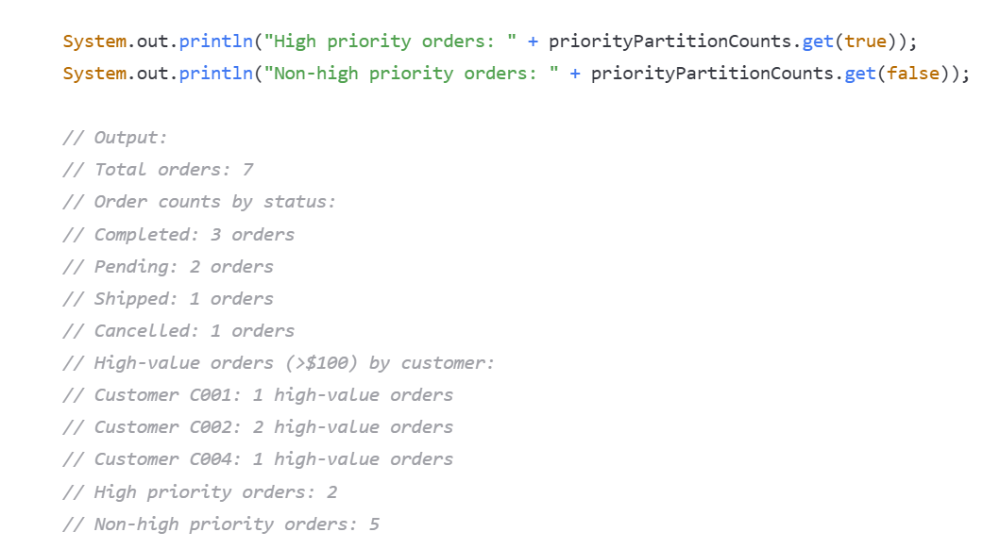 System.out.println("High priority orders: " + priorityPartitionCounts.get(true));
System.out.println("Non-high priority orders: " + priorityPartitionCounts.get(false));
// Output:
// Total orders: 7
// Order counts by status:
// Completed: 3 orders
// Pending: 2 orders
// Shipped: 1 orders
// Cancelled: 1 orders
// High-value orders (>$100) by customer:
// Customer C001: 1 high-value orders
// Customer C002: 2 high-value orders
// Customer C004: 1 high-value orders
// High priority orders: 2
// Non-high priority orders: 5